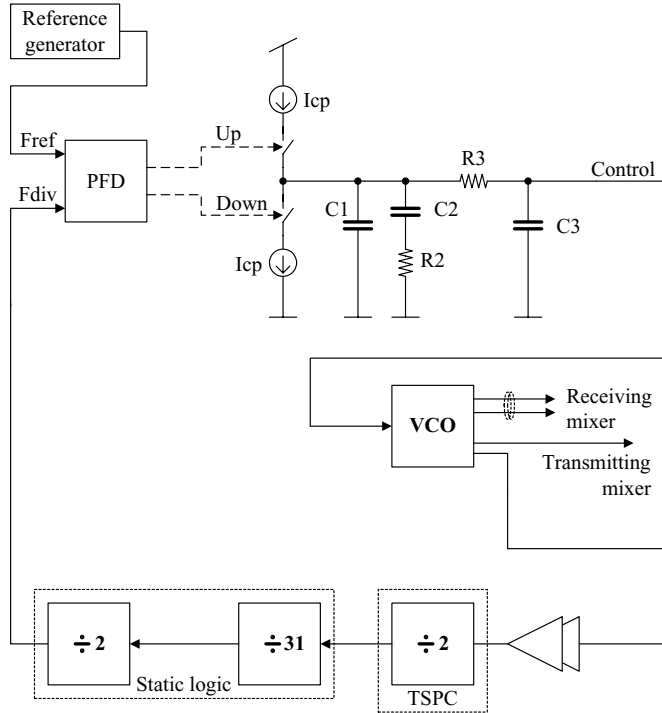 Reference
generator
Icp
Fref
Up
PFD
Fdiv
Down
Icp
C1
C2
R2
R3
C3
Control
VCO
Receiving
mixer
Transmitting
mixer
÷2
÷31
Static logic
÷2
TSPC